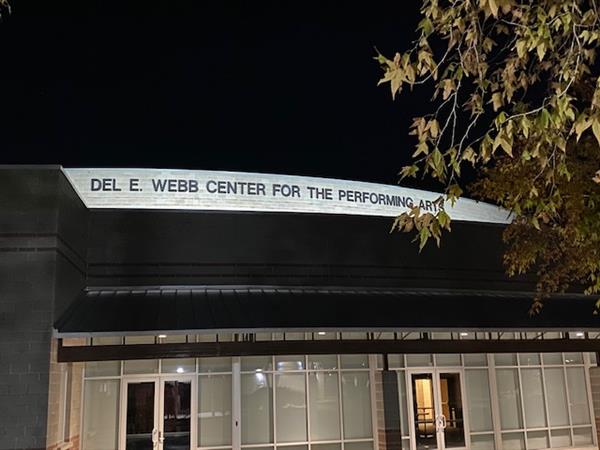 DEL E. WEBB CENTER FOR THE PERFORMING ARTS